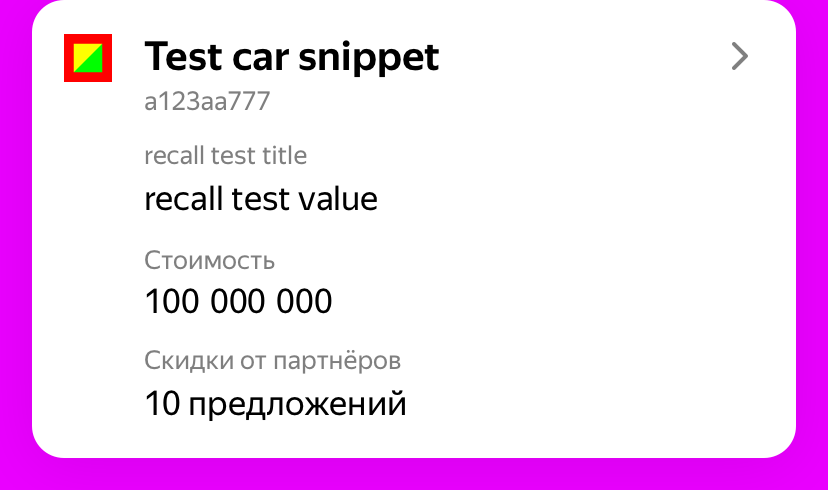 Test car snippet
a123aa777
recall test title
recall test value
Стоимость
100 000 000
Скидки от партнёров
10 предложений